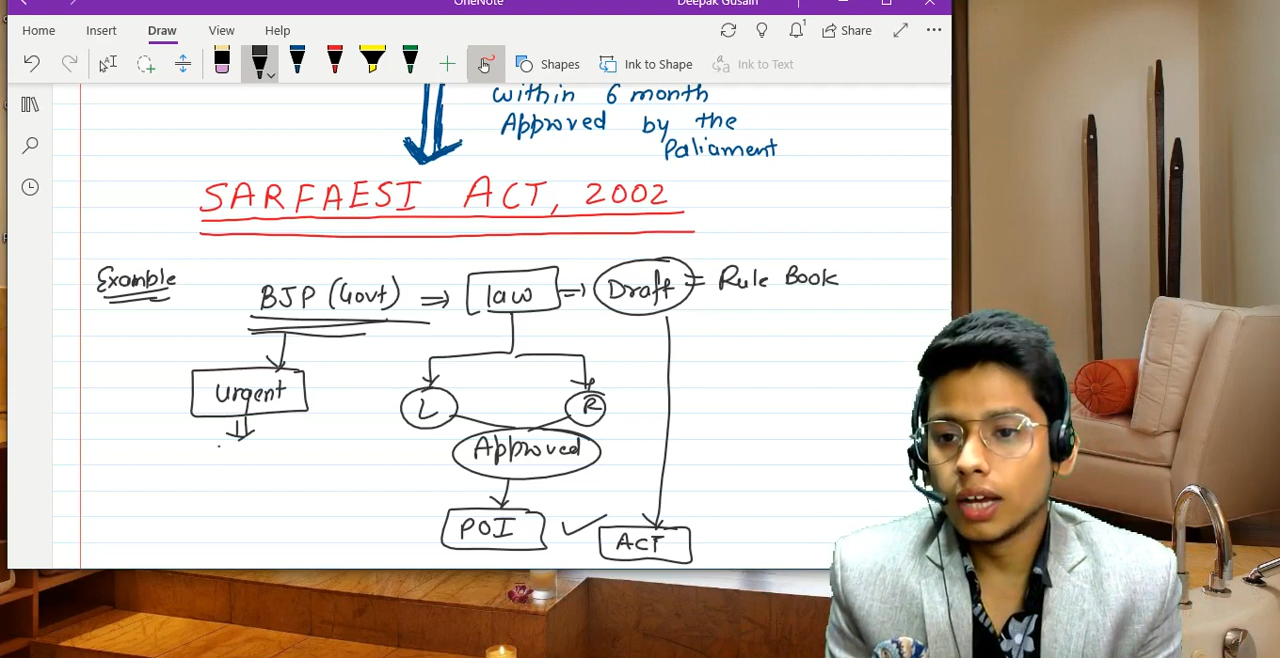 OneNote
Deepak Gusain
Home Insert Draw View Help
Share
Shapes Ink to Shape Ink to Text
within 6 month
Approved by the
Paliament
SARFAESI ACT, 2002
Example
BJP (Govt) ⇒ law => Draft = Rule Book
Urgent
L R
Approved
POI ✓ ACT